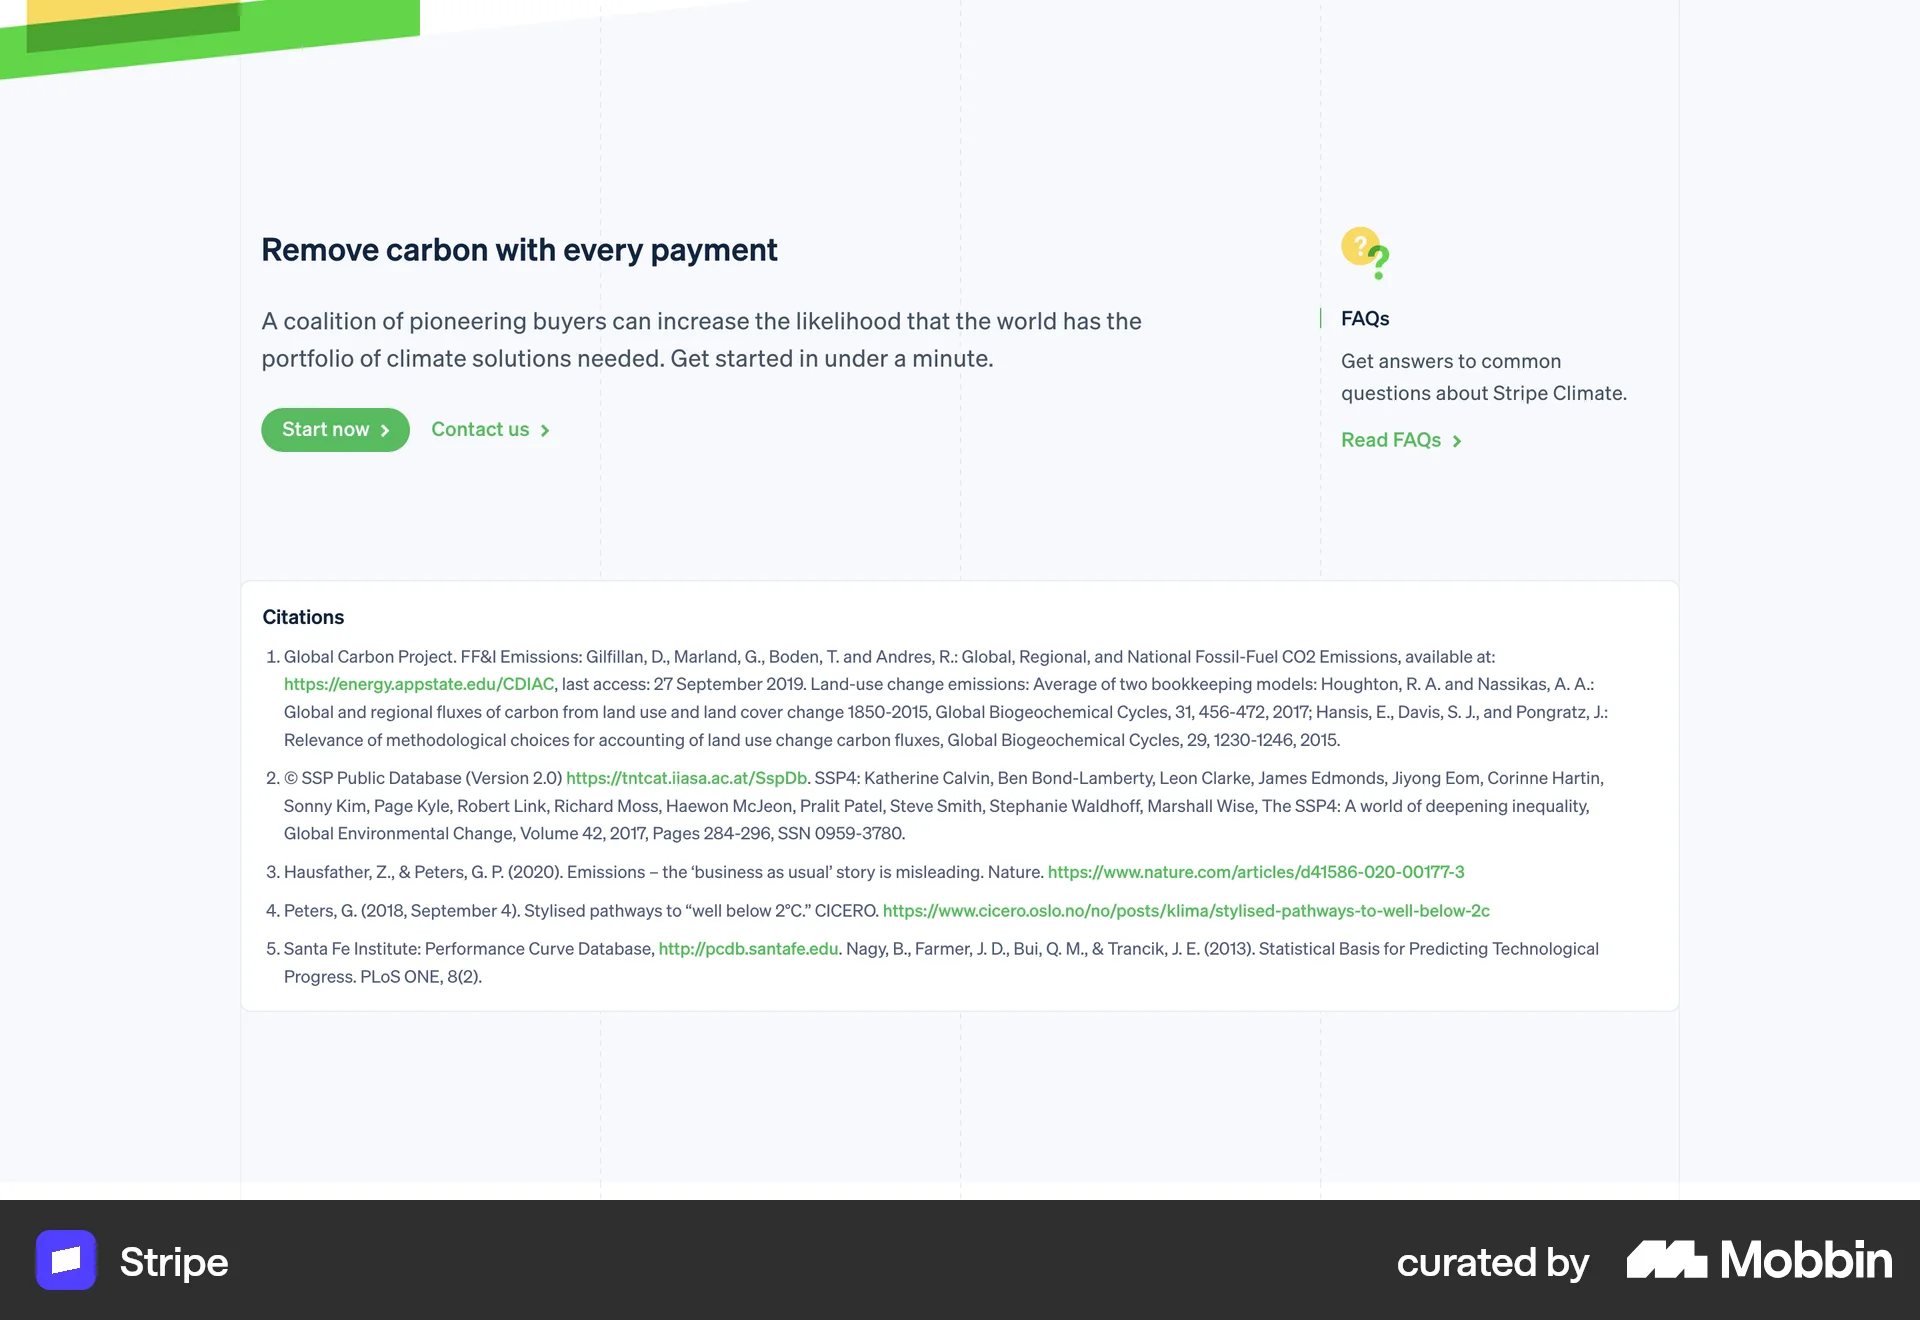 Remove carbon with every payment
A coalition of pioneering buyers can increase the likelihood that the world has the
portfolio of climate solutions needed. Get started in under a minute.
Start now
Contact us
? ?
FAQs
Get answers to common
questions about Stripe Climate.
Read FAQs
Citations
1. Global Carbon Project. FF&I Emissions: Gilfillan, D., Marland, G., Boden, T. and Andres, R.: Global, Regional, and National Fossil-Fuel CO2 Emissions, available at:
https://energy.appstate.edu/CDIAC, last access: 27 September 2019. Land-use change emissions: Average of two bookkeeping models: Houghton, R. A. and Nassikas, A. A.:
Global and regional fluxes of carbon from land use and land cover change 1850-2015, Global Biogeochemical Cycles, 31, 456-472, 2017; Hansis, E., Davis, S. J., and Pongratz, J.:
Relevance of methodological choices for accounting of land use change carbon fluxes, Global Biogeochemical Cycles, 29, 1230-1246, 2015.
2. © SSP Public Database (Version 2.0) https://tntcat.iiasa.ac.at/SspDb. SSP4: Katherine Calvin, Ben Bond-Lamberty, Leon Clarke, James Edmonds, Jiyong Eom, Corinne Hartin,
Sonny Kim, Page Kyle, Robert Link, Richard Moss, Haewon McJeon, Pralit Patel, Steve Smith, Stephanie Waldhoff, Marshall Wise, The SSP4: A world of deepening inequality,
Global Environmental Change, Volume 42, 2017, Pages 284-296, SSN 0959-3780.
3. Hausfather, Z., & Peters, G. P. (2020). Emissions – the ‘business as usual’ story is misleading. Nature. https://www.nature.com/articles/d41586-020-00177-3
4. Peters, G. (2018, September 4). Stylised pathways to “well below 2°C.” CICERO. https://www.cicero.oslo.no/no/posts/klima/stylised-pathways-to-well-below-2c
5. Santa Fe Institute: Performance Curve Database, http://pcdb.santafe.edu. Nagy, B., Farmer, J. D., Bui, Q. M., & Trancik, J. E. (2013). Statistical Basis for Predicting Technological
Progress. PLoS ONE, 8(2).
Stripe
curated by Mobbin